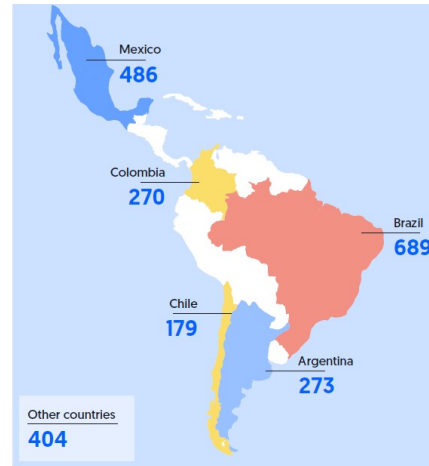 Mexico
486
Colombia
270
Brazil
689
Chile
179
Argentina
273
Other countries
404